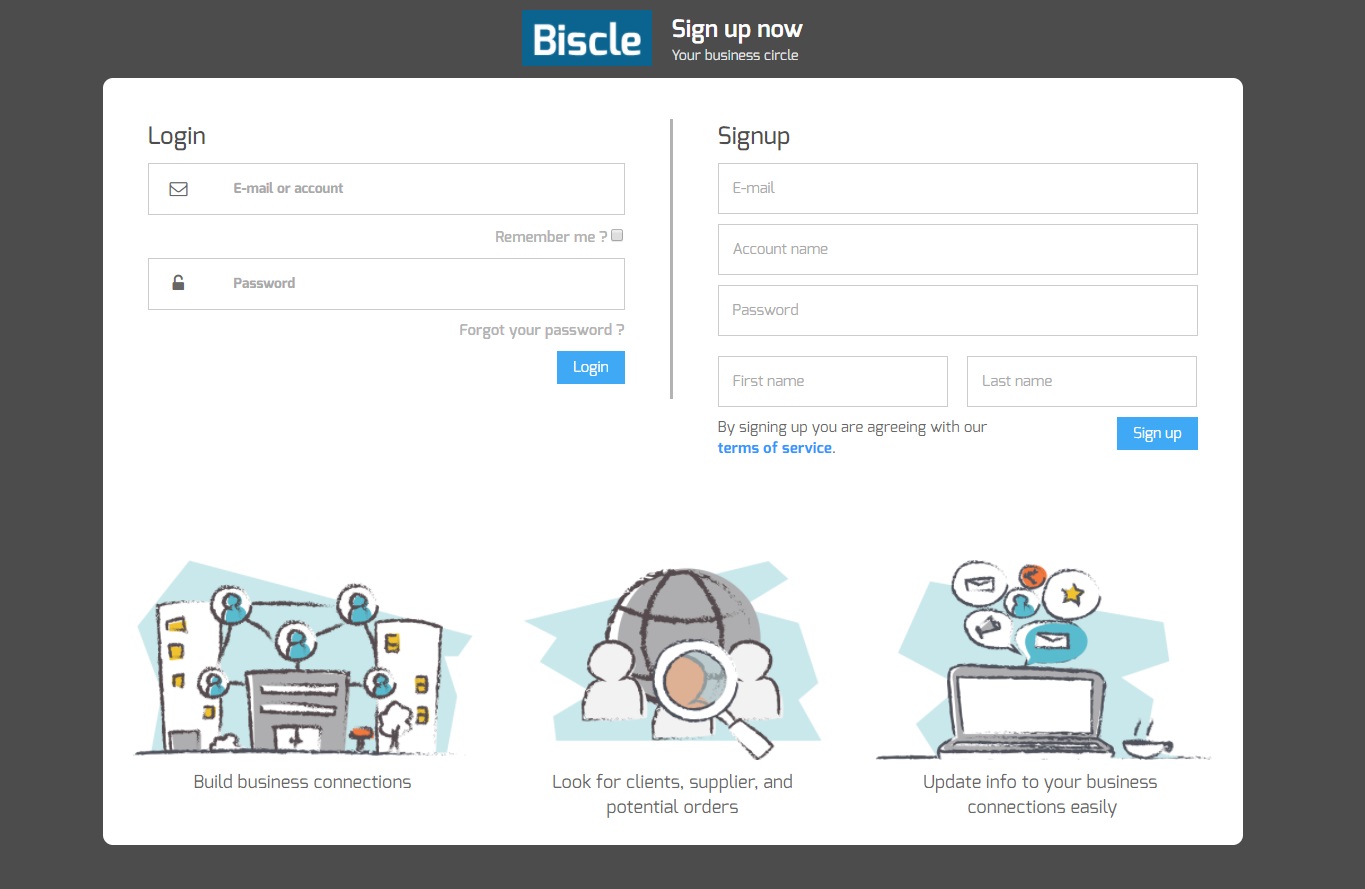 Biscle
Sign up now
Your business circle
Login
E-mail or account
Remember me ?
Password
Forgot your password ?
Login
Signup
E-mail
Account name
Password
First name
Last name
By signing up you are agreeing with our
terms of service.
Sign up
Build business connections
Look for clients, supplier, and
potential orders
Update info to your business
connections easily